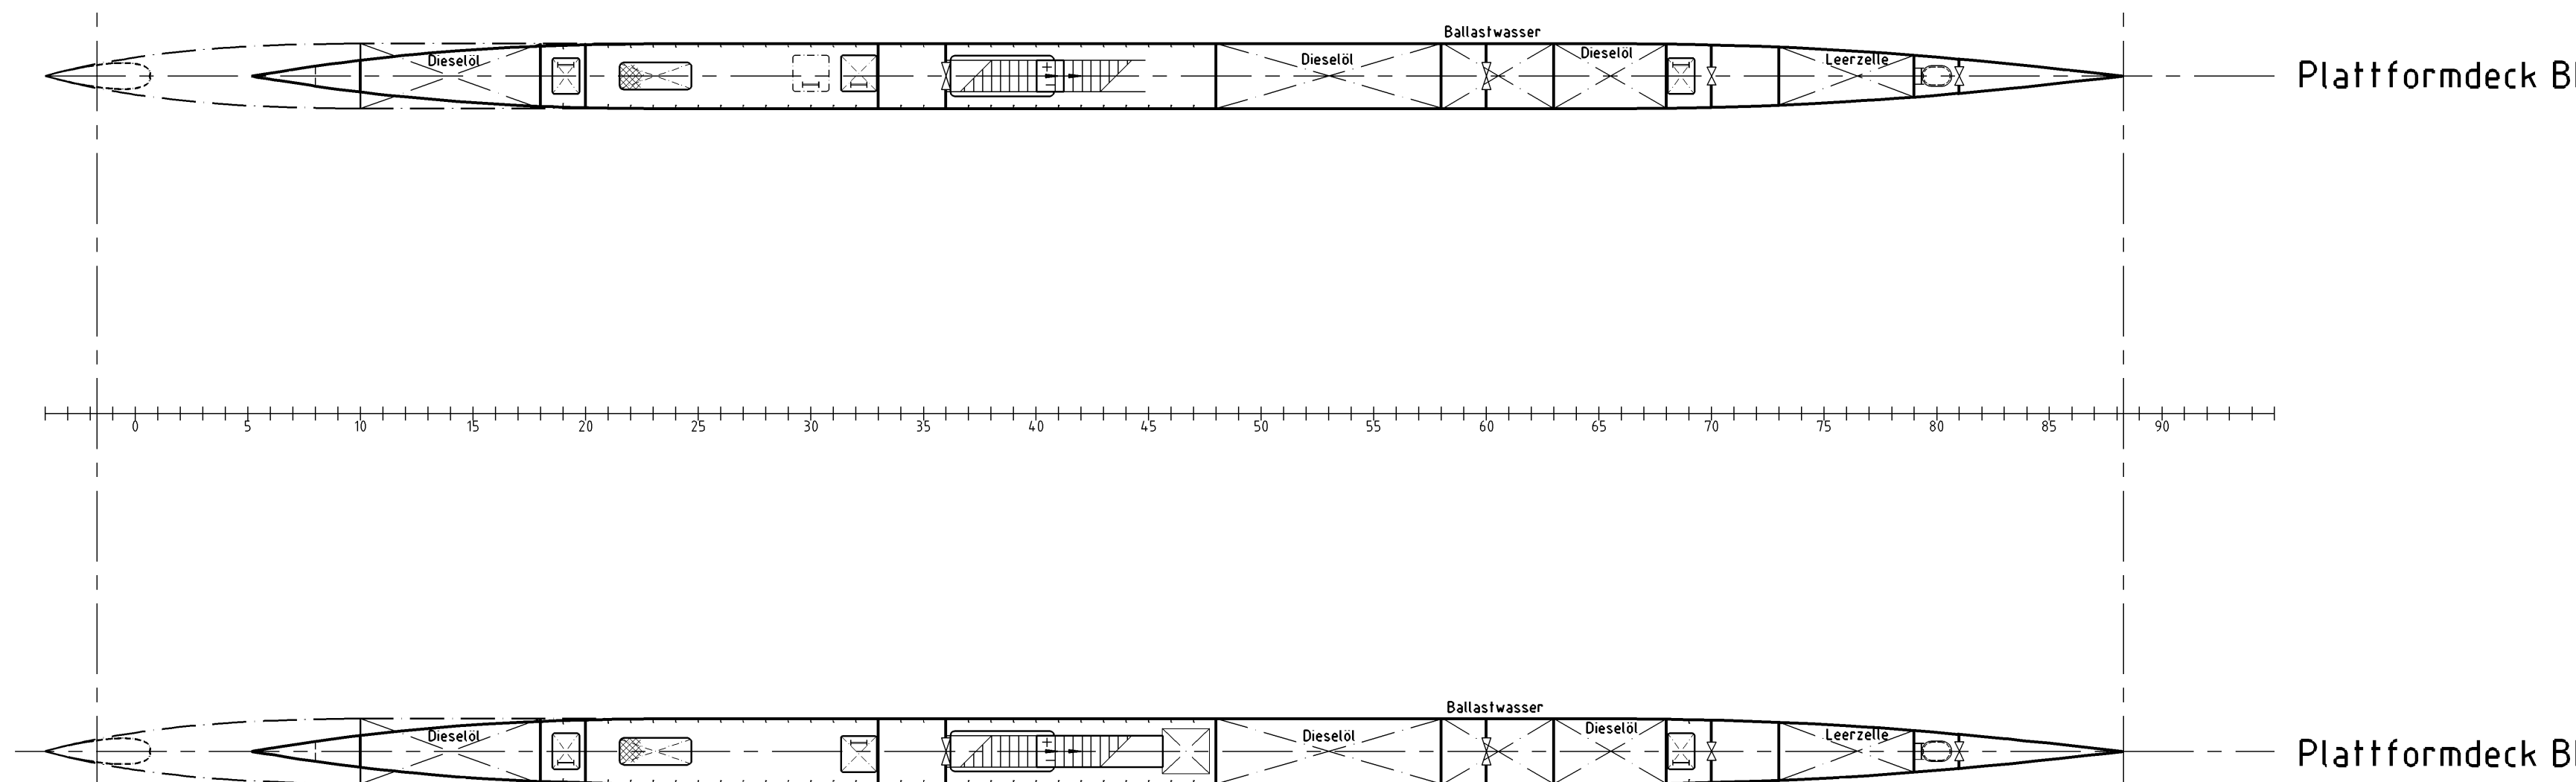 Ballastwasser
Dieselöl Dieselöl Dieselöl Leerzelle
Plattformdeck
0 5 10 15 20 25 30 35 40 45 50 55 60 65 70 75 80 85 90
Ballastwasser
Dieselöl Dieselöl Dieselöl Leerzelle
Plattformdeck